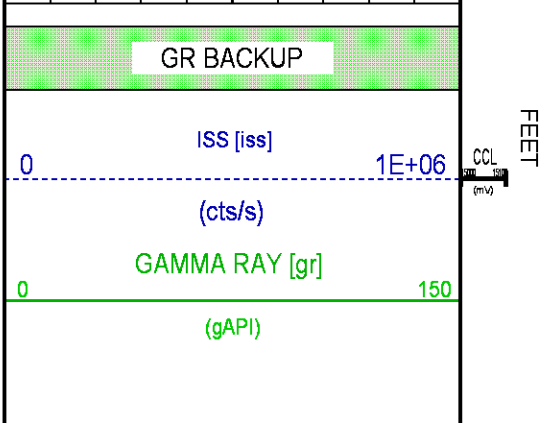 GR BACKUP
ISS [iss]
0 1E+06
(cts/s)
GAMMA RAY [gr]
0 150
(gAPI)
FEET
CCL
(mV)